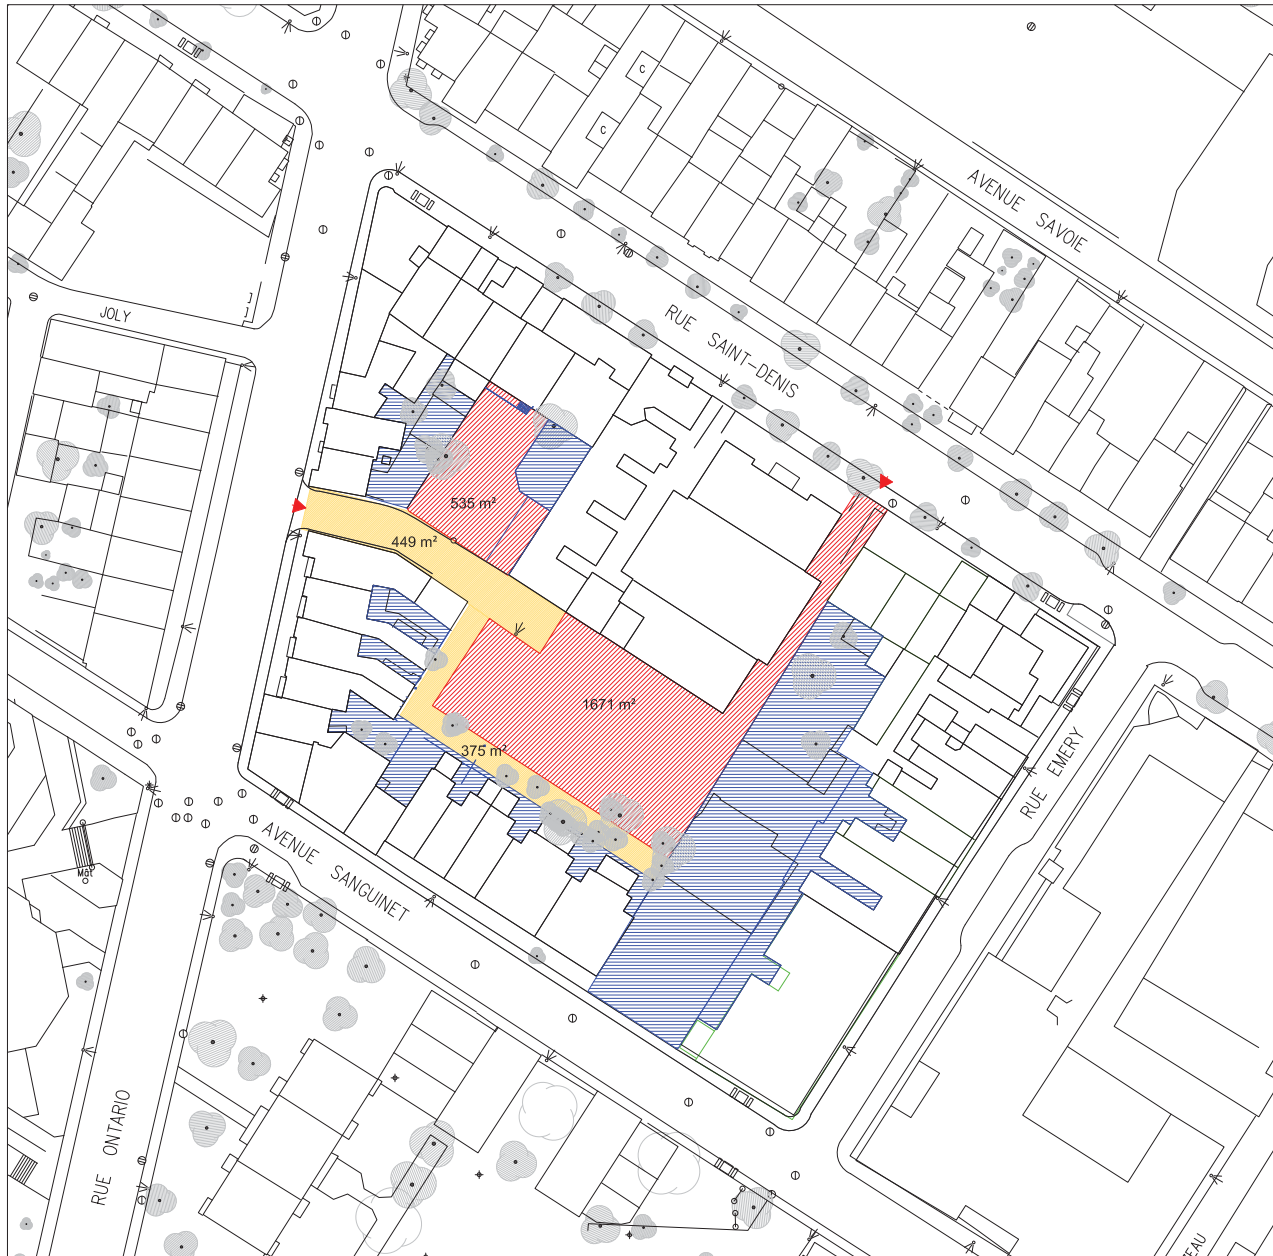 C
C
AVENUE SAVOIE
JOLY
RUE SAINT-DENIS
535 m²
449 m²
1671 m²
375 m²
RUE EMERY
AVENUE SANGUINET
Mât
RUE ONTARIO
TEAU